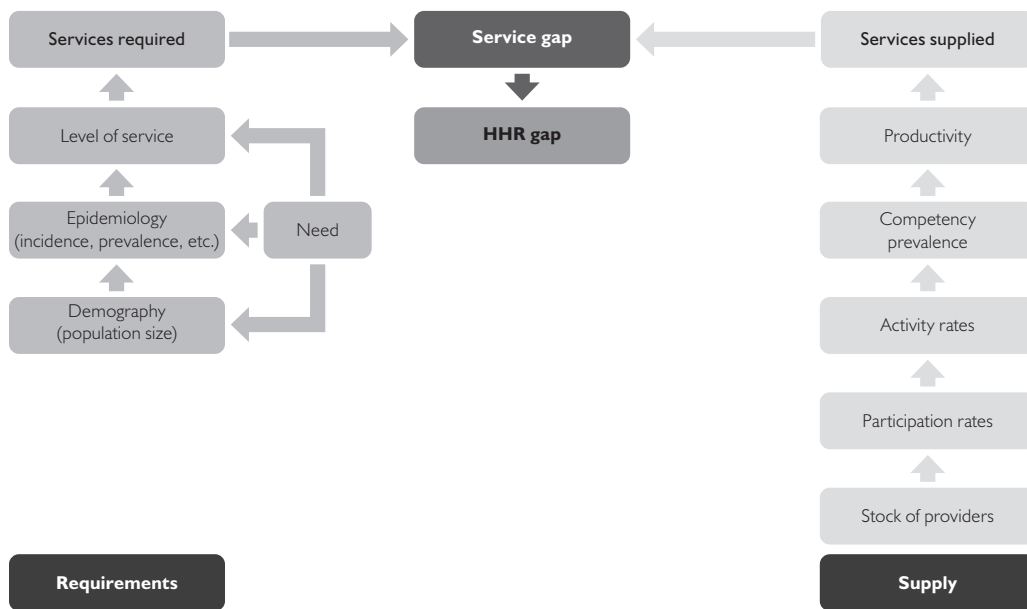 Services required
Service gap
Services supplied
Level of service
HHR gap
Productivity
Epidemiology
(incidence, prevalence, etc.)
Need
Competency
prevalence
Demography
(population size)
Activity rates
Participation rates
Stock of providers
Requirements
Supply